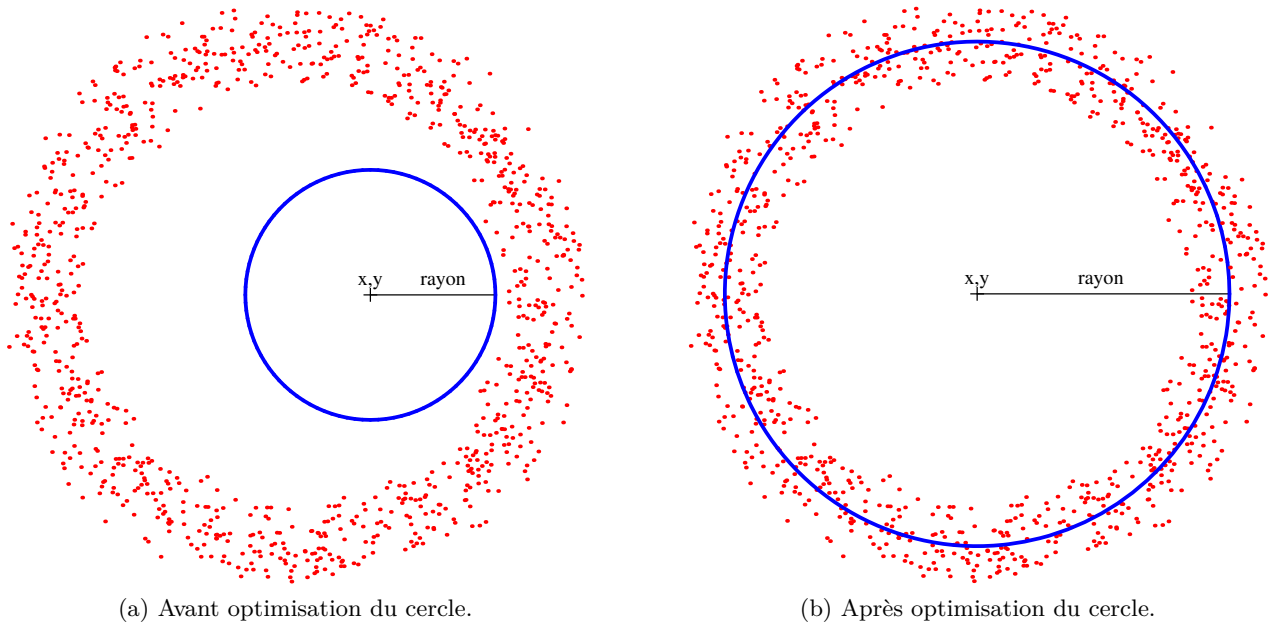 x,y
rayon
x,y
rayon
(a) Avant optimisation du cercle.
(b) Après optimisation du cercle.